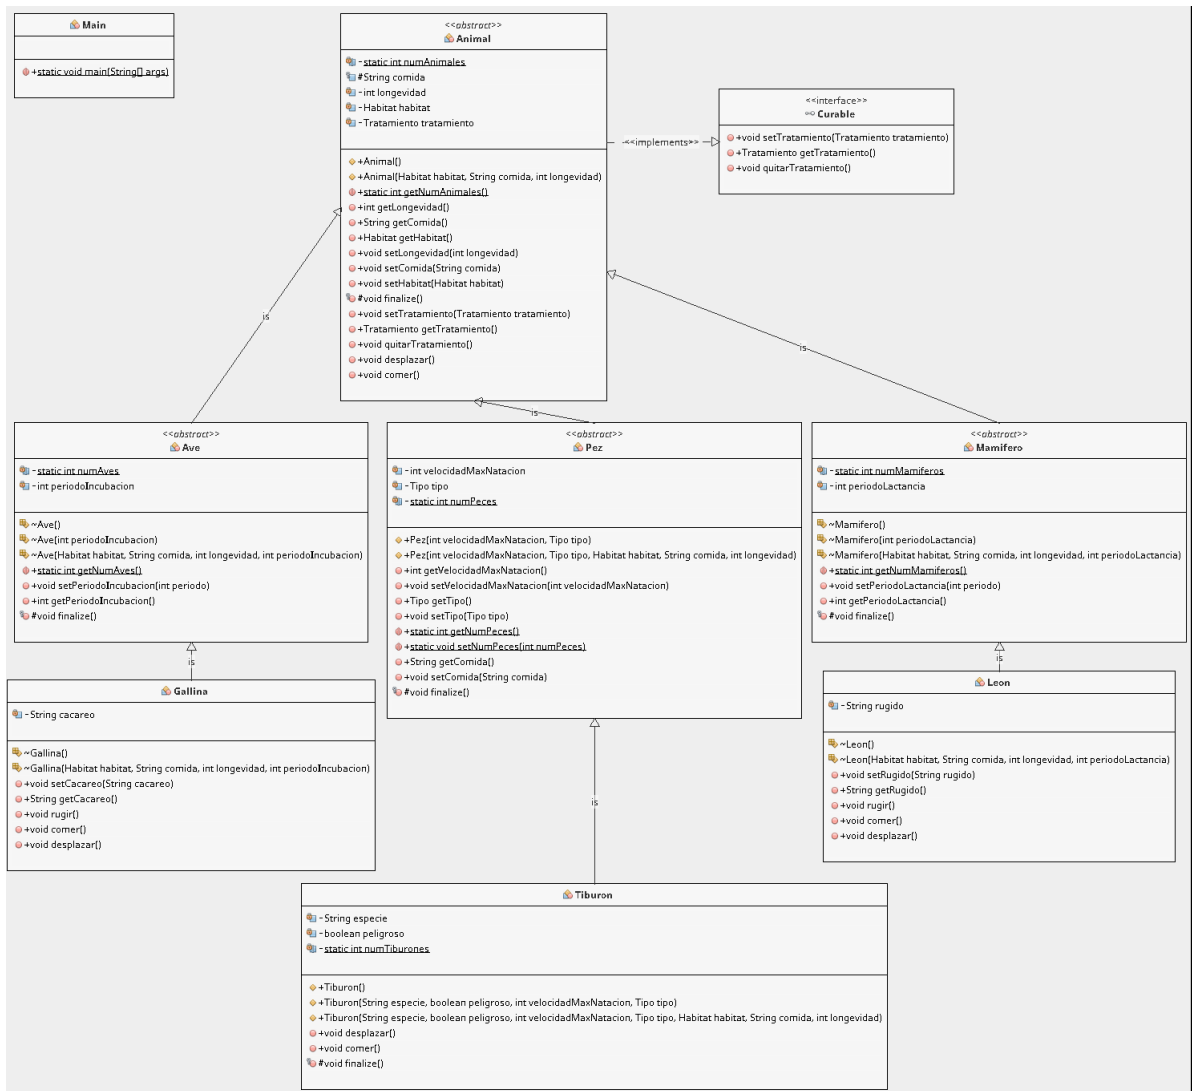 Main
+static void main(String[] args)
<<abstract>>
Animal
-static int numAnimales
#String comida
-int longevidad
-Habitat habitat
-Tratamiento tratamiento
+Animal()
+Animal(Habitat habitat, String comida, int longevidad)
+static int getNumAnimales()
+int getLongevidad()
+String getComida()
+Habitat getHabitat()
+void setLongevidad(int longevidad)
+void setComida(String comida)
+void setHabitat(Habitat habitat)
#void finalize()
+void setTratamiento(Tratamiento tratamiento)
+Tratamiento getTratamiento()
+void quitarTratamiento()
+void desplazar()
+void comer()
<<implements>>
<<interface>>
Curable
+void setTratamiento(Tratamiento tratamiento)
+Tratamiento getTratamiento()
+void quitarTratamiento()
is
is
is
<<abstract>>
Ave
-static int numAves
-int periodoIncubacion
~Ave()
~Ave(int periodoIncubacion)
~Ave(Habitat habitat, String comida, int longevidad, int periodoIncubacion)
+static int getNumAves()
+void setPeriodoIncubacion(int periodo)
+int getPeriodoIncubacion()
#void finalize()
<<abstract>>
Pez
-int velocidadMaxNatacion
-Tipo tipo
-static int numPeces
+Pez(int velocidadMaxNatacion, Tipo tipo)
+Pez(int velocidadMaxNatacion, Tipo tipo, Habitat habitat, String comida, int longevidad)
+int getVelocidadMaxNatacion()
+void setVelocidadMaxNatacion(int velocidadMaxNatacion)
+Tipo getTipo()
+void setTipo(Tipo tipo)
+static int getNumPeces()
+static void setNumPeces(int numPeces)
+String getComida()
+void setComida(String comida)
#void finalize()
<<abstract>>
Mamifero
-static int numMamiferos
-int periodoLactancia
~Mamifero()
~Mamifero(int periodoLactancia)
~Mamifero(Habitat habitat, String comida, int longevidad, int periodoLactancia)
+static int getNumMamiferos()
+void setPeriodoLactancia(int periodo)
+int getPeriodoLactancia()
#void finalize()
is
is
is
Gallina
-String cacareo
~Gallina()
~Gallina(Habitat habitat, String comida, int longevidad, int periodoIncubacion)
+void setCacareo(String cacareo)
+String getCacareo()
+void rugir()
+void comer()
+void desplazar()
Leon
-String rugido
~Leon()
~Leon(Habitat habitat, String comida, int longevidad, int periodoLactancia)
+void setRugido(String rugido)
+String getRugido()
+void rugir()
+void comer()
+void desplazar()
Tiburon
-String especie
-boolean peligroso
-static int numTiburones
+Tiburon()
+Tiburon(String especie, boolean peligroso, int velocidadMaxNatacion, Tipo tipo)
+Tiburon(String especie, boolean peligroso, int velocidadMaxNatacion, Tipo tipo, Habitat habitat, String comida, int longevidad)
+void desplazar()
+void comer()
#void finalize()